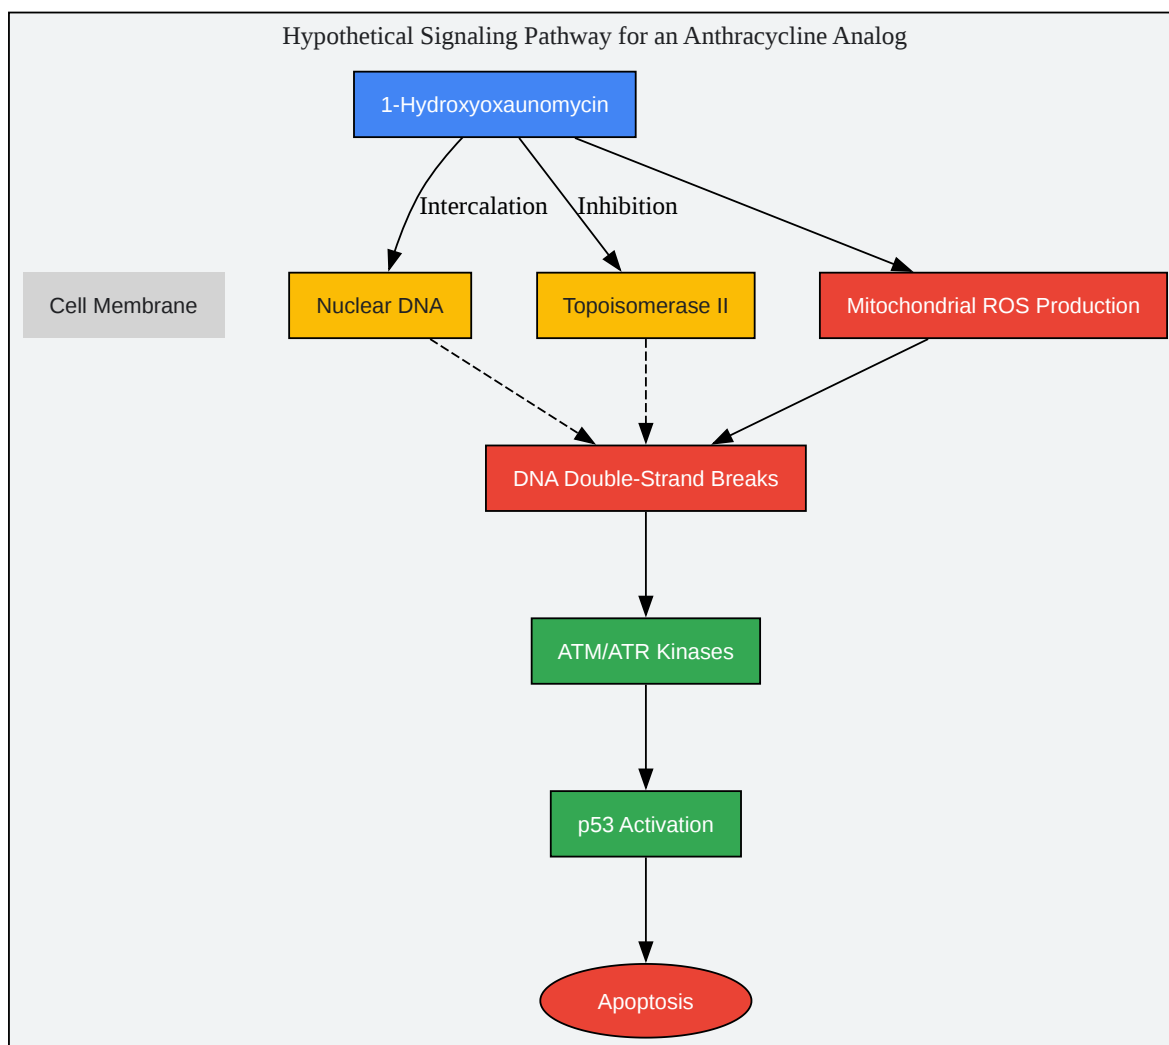 Hypothetical Signaling Pathway for an Anthracycline Analog
1-Hydroxyoxaunomycin
Intercalation
Inhibition
Cell Membrane
Nuclear DNA
Topoisomerase II
Mitochondrial ROS Production
DNA Double-Strand Breaks
ATM/ATR Kinases
p53 Activation
Apoptosis